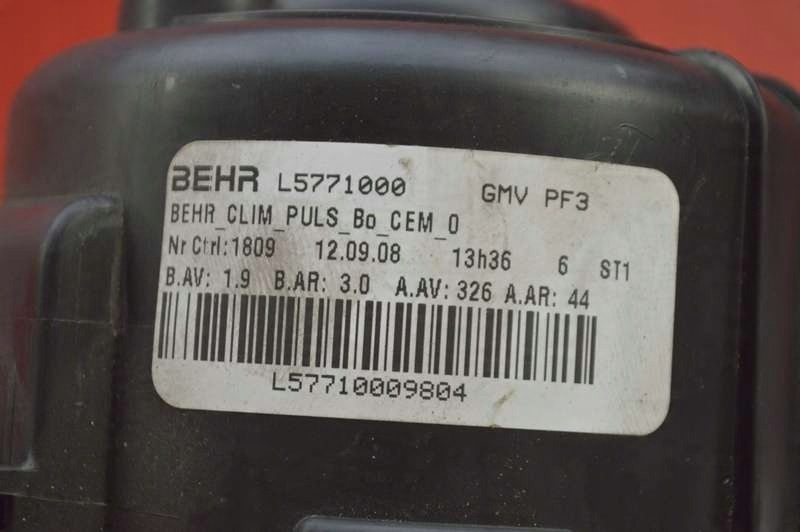 BEHR L5771000 GMV PF3
BEHR_CLIM_PULS_Bo_CEM_0
Nr Ctrl:1809 12.09.08 13h36 6 ST1
B.AV: 1.9 B.AR: 3.0 A.AV: 326 A.AR: 44
L57710009804